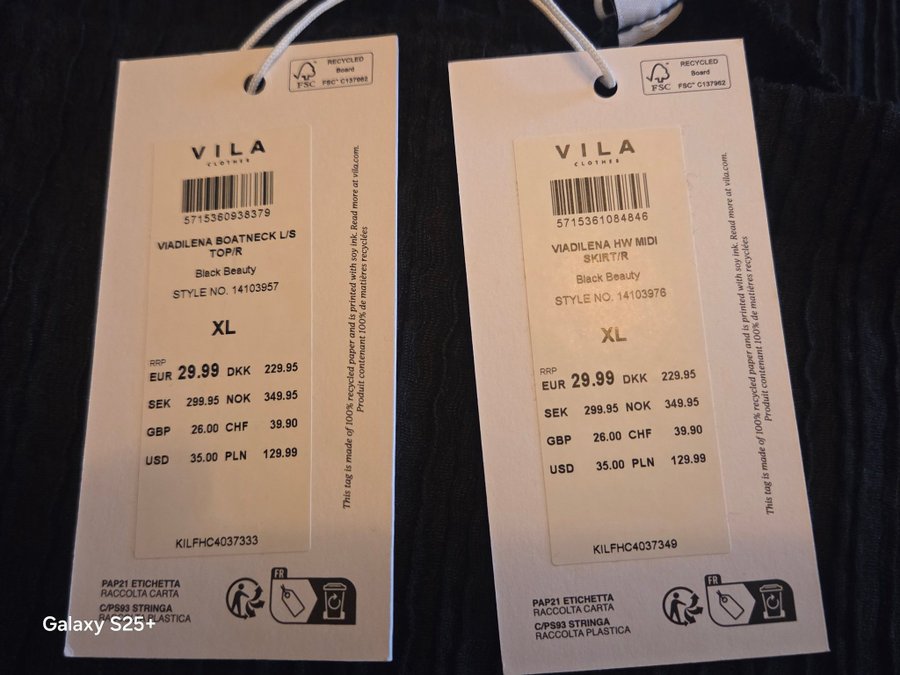 FSC
RECYCLED
Board
FSC® C137982
VILA
CLOTHES
5715360938379
VIADILENA BOATNECK L/S
TOP/R
Black Beauty
STYLE NO. 14103957
XL
RRP
EUR 29.99 DKK 229.95
SEK 299.95 NOK 349.95
GBP 26.00 CHF 39.90
USD 35.00 PLN 129.99
KILFHC4037333
This tag is made of 100% recycled paper and is printed with soy ink. Read more at vila.com.
Produit contenant 100% de matières recyclées
PAP21 ETICHETTA
RACCOLTA CARTA
C/PS93 STRINGA
RACCOLTA PLASTICA
FR
FSC
RECYCLED
Board
FSC® C137982
VILA
CLOTHES
5715361084846
VIADILENA HW MIDI
SKIRT/R
Black Beauty
STYLE NO. 14103976
XL
RRP
EUR 29.99 DKK 229.95
SEK 299.95 NOK 349.95
GBP 26.00 CHF 39.90
USD 35.00 PLN 129.99
KILFHC4037349
This tag is made of 100% recycled paper and is printed with soy ink. Read more at vila.com.
Produit contenant 100% de matières recyclées
PAP21 ETICHETTA
RACCOLTA CARTA
C/PS93 STRINGA
RACCOLTA PLASTICA
FR
Galaxy S25+